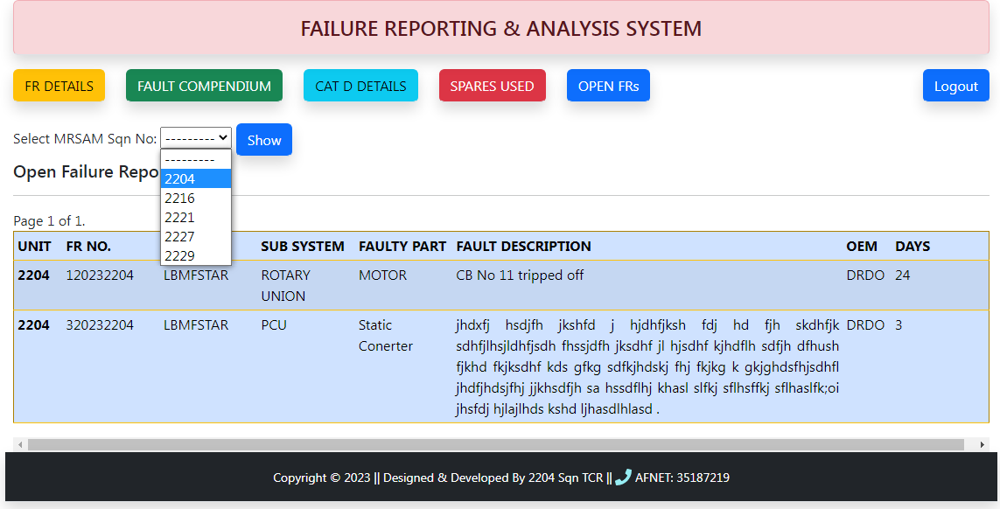 FAILURE REPORTING & ANALYSIS SYSTEM
FR DETAILS FAULT COMPENDIUM CAT D DETAILS SPARES USED OPEN FRs Logout
Select MRSAM Sqn No: --------- Show
---------
2204
2216
2221
2227
2229
Open Failure Repo
Page 1 of 1.
UNIT FR NO. SUB SYSTEM FAULTY PART FAULT DESCRIPTION OEM DAYS
2204 120232204 LBMFSTAR ROTARY MOTOR CB No 11 tripped off DRDO 24
UNION
2204 320232204 LBMFSTAR PCU Static jhdxfj hsdjfh jkshfd j hjdhfjksh fdj hd fjh skdhfjk DRDO 3
Conerter sdhfjlhsjldhfjsdh fhssjdfh jksdhf jl hjsdhf kjhdflh sdfjh dfhush
fjkhd fkjksdhf kds gfkg sdfkjhdskj fhj fkjkg k gkjghdsfhjsdhfl
jhdfjhdsjfhj jjkhsdfjh sa hssdflhj khasl slfkj sflhsffkj sflhaslfk;oi
jhsfdj hjlajlhds kshd ljhasdlhlasd .
Copyright © 2023 || Designed & Developed By 2204 Sqn TCR || AFNET: 35187219